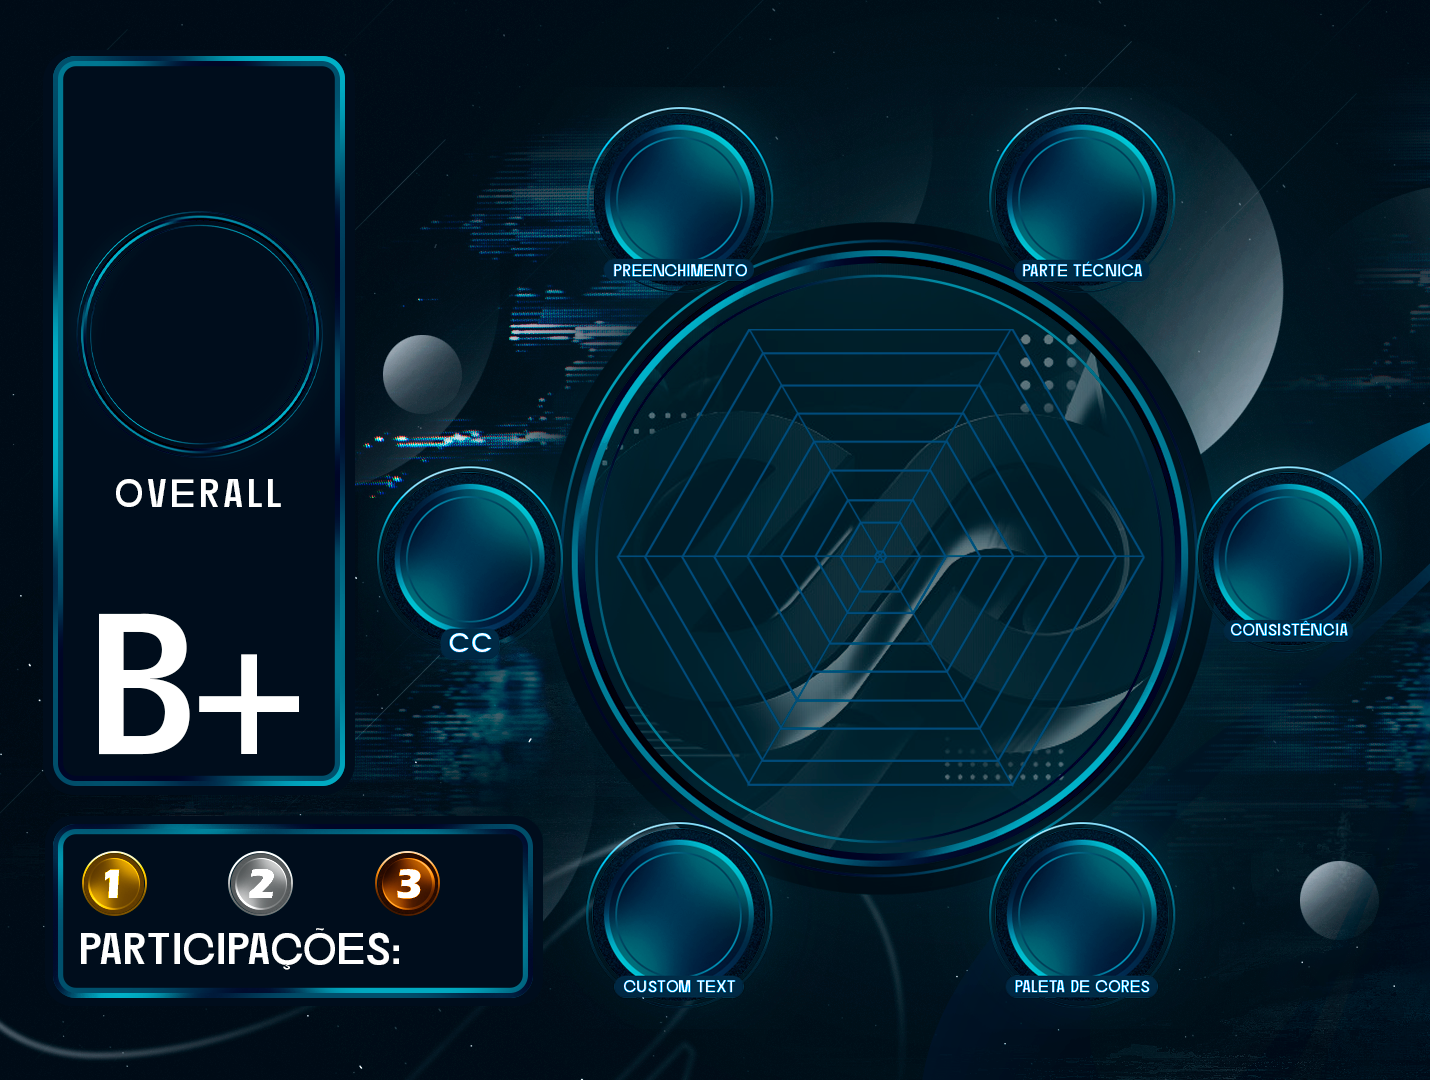 OVERALL
B+
1 2 3
PARTICIPAÇÕES:
PREENCHIMENTO
PARTE TÉCNICA
CC
CONSISTÊNCIA
CUSTOM TEXT
PALETA DE CORES